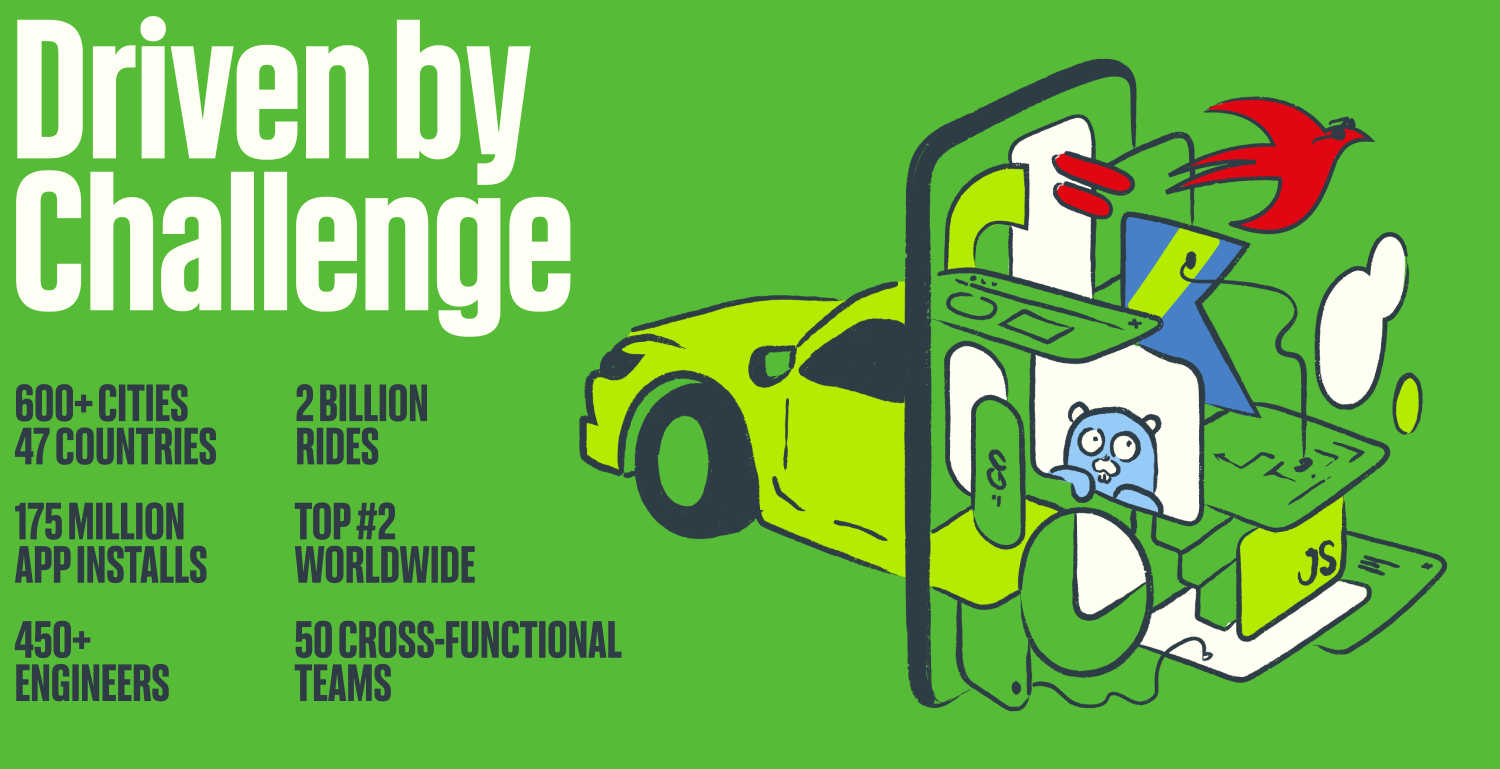 Driven by
Challenge
600+ CITIES
47 COUNTRIES
2 BILLION
RIDES
175 MILLION
APP INSTALLS
TOP #2
WORLDWIDE
450+
ENGINEERS
50 CROSS-FUNCTIONAL
TEAMS
JS